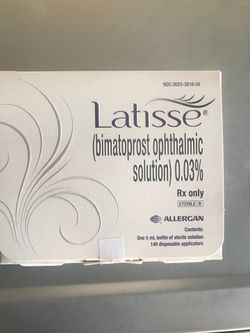 NDC 0023-3616-05
Latisse®
(bimatoprost ophthalmic
solution) 0.03%
Rx only
STERILE A
ALLERGAN
Contents:
One 5 mL bottle of sterile solution
140 disposable applicators